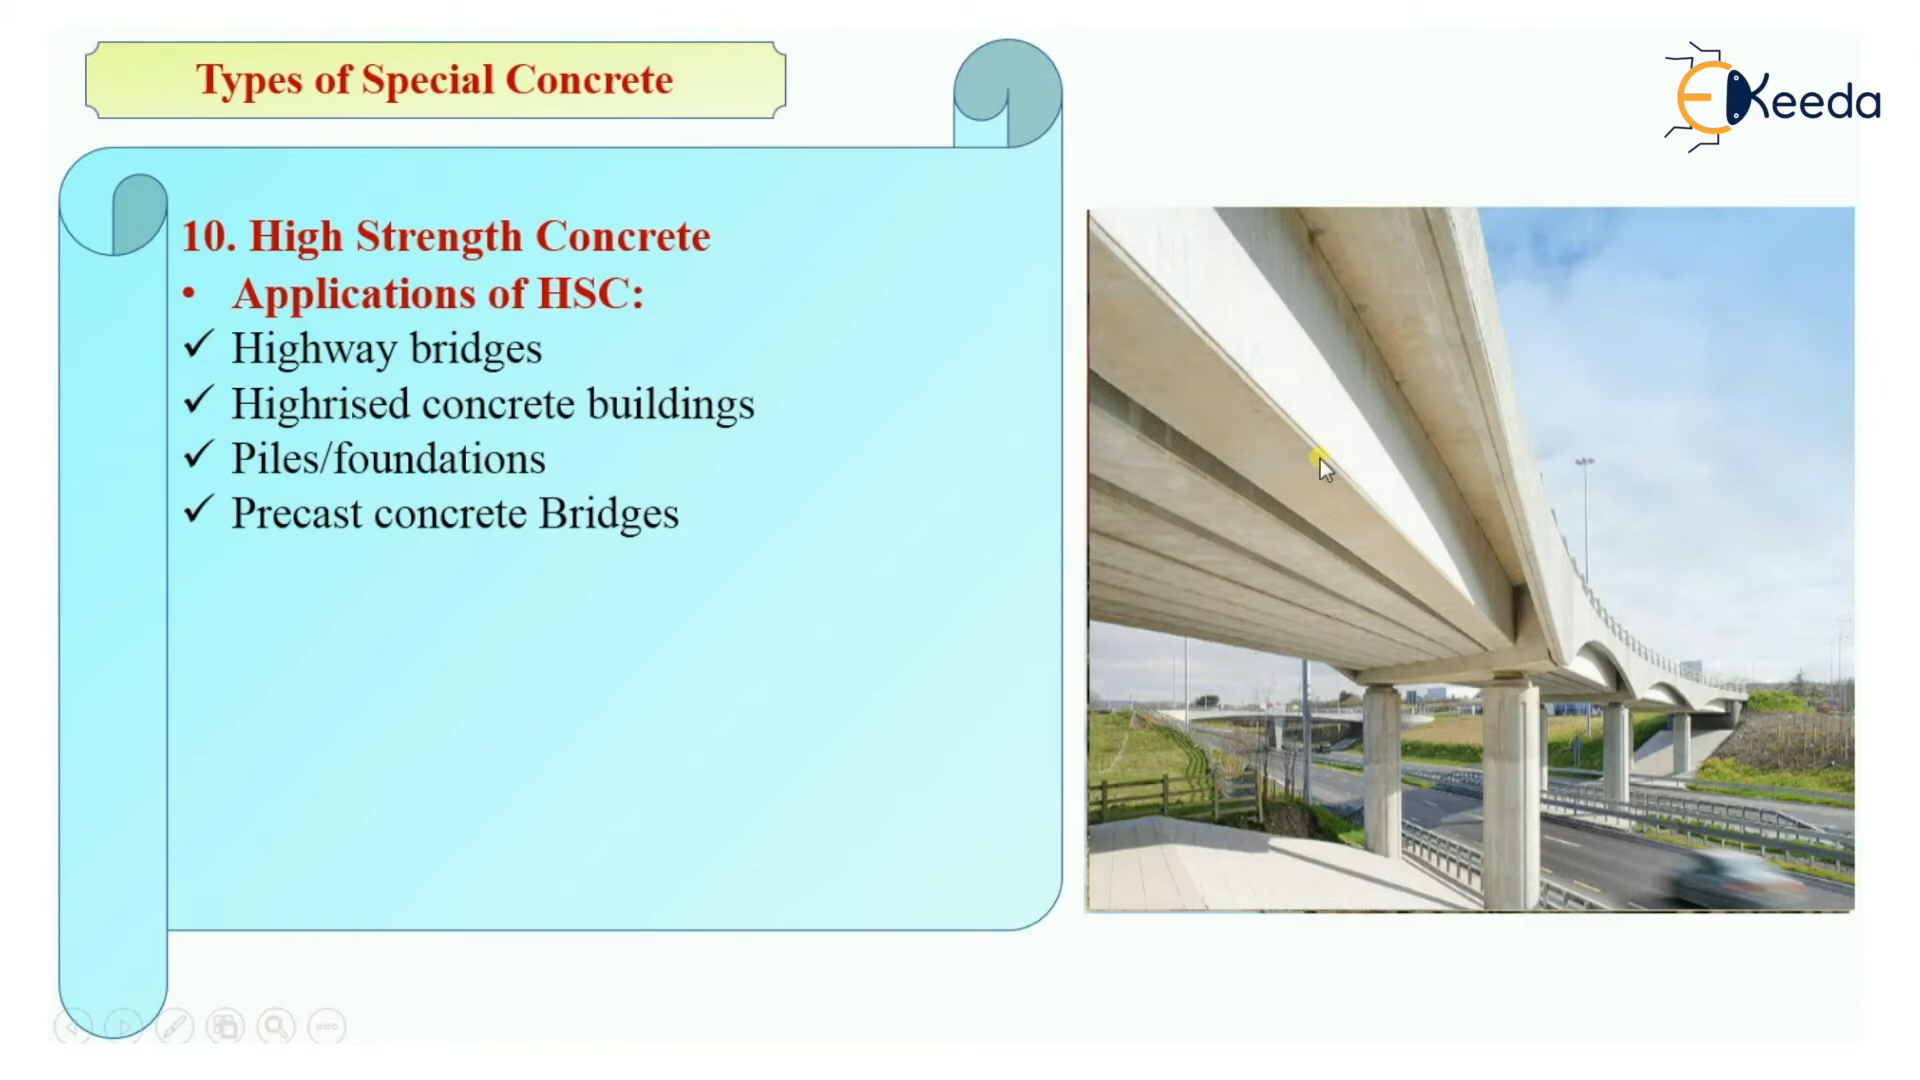 Types of Special Concrete
EKeeda
10. High Strength Concrete
• Applications of HSC:
✓ Highway bridges
✓ Highrised concrete buildings
✓ Piles/foundations
✓ Precast concrete Bridges